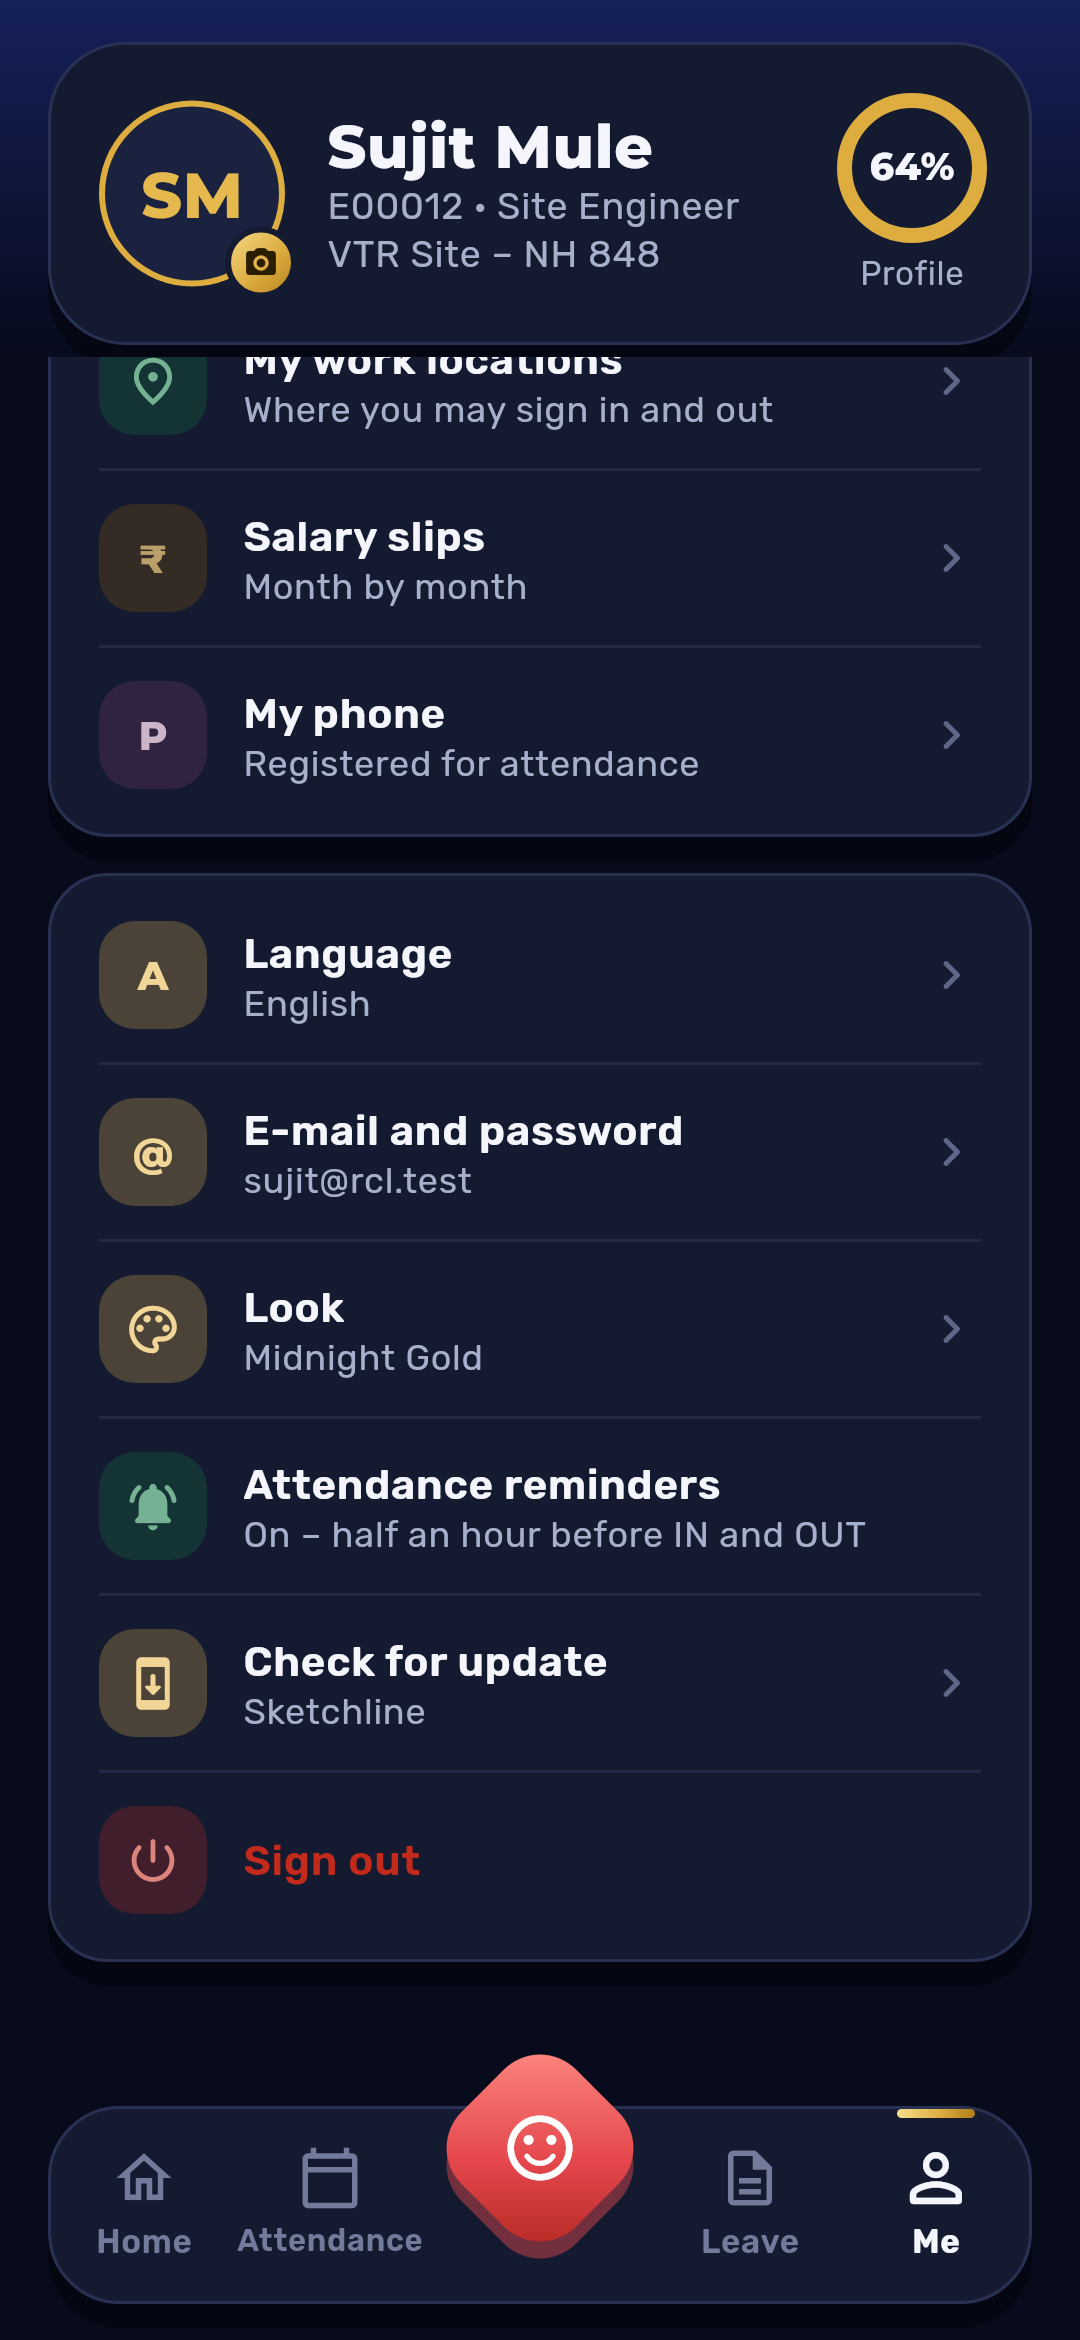 SM
Sujit Mule
E00012 • Site Engineer
VTR Site – NH 848
64%
Profile
My work locations
Where you may sign in and out
₹
Salary slips
Month by month
P
My phone
Registered for attendance
A
Language
English
@
E-mail and password
sujit@rcl.test
Look
Midnight Gold
Attendance reminders
On – half an hour before IN and OUT
Check for update
Sketchline
Sign out
Home
Attendance
Leave
Me